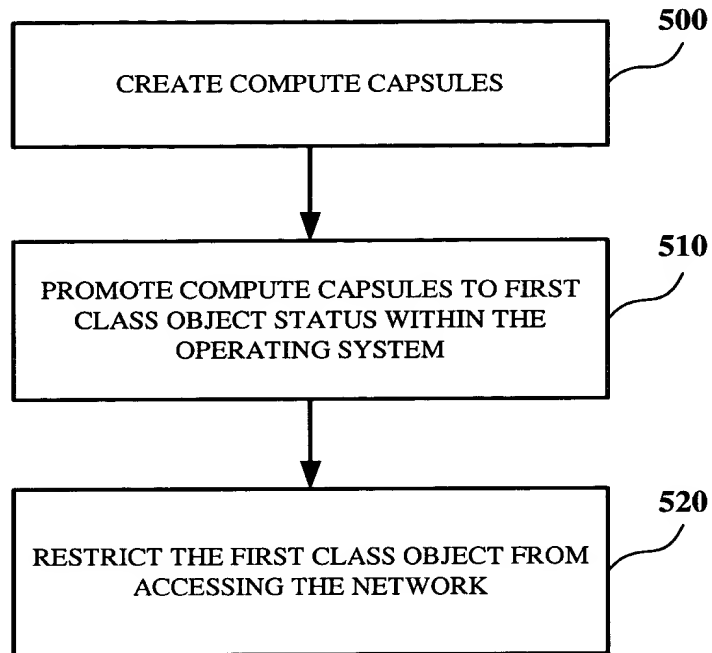 500
CREATE COMPUTE CAPSULES
510
PROMOTE COMPUTE CAPSULES TO FIRST
CLASS OBJECT STATUS WITHIN THE
OPERATING SYSTEM
520
RESTRICT THE FIRST CLASS OBJECT FROM
ACCESSING THE NETWORK